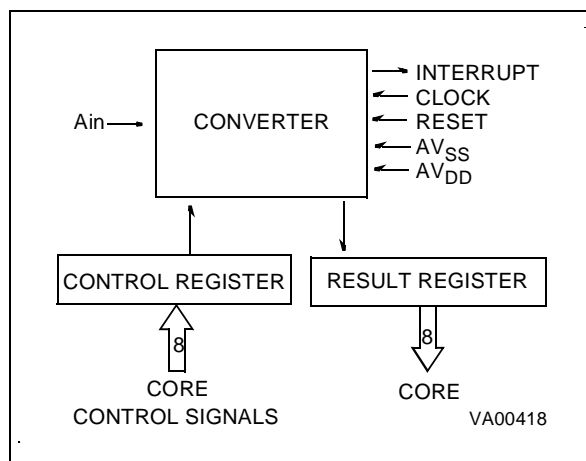 INTERRUPT
CLOCK
Ain
CONVERTER
RESET
AVSS
AVDD
CONTROL REGISTER
RESULT REGISTER
8
8
CORE
CONTROL SIGNALS
CORE
VA00418